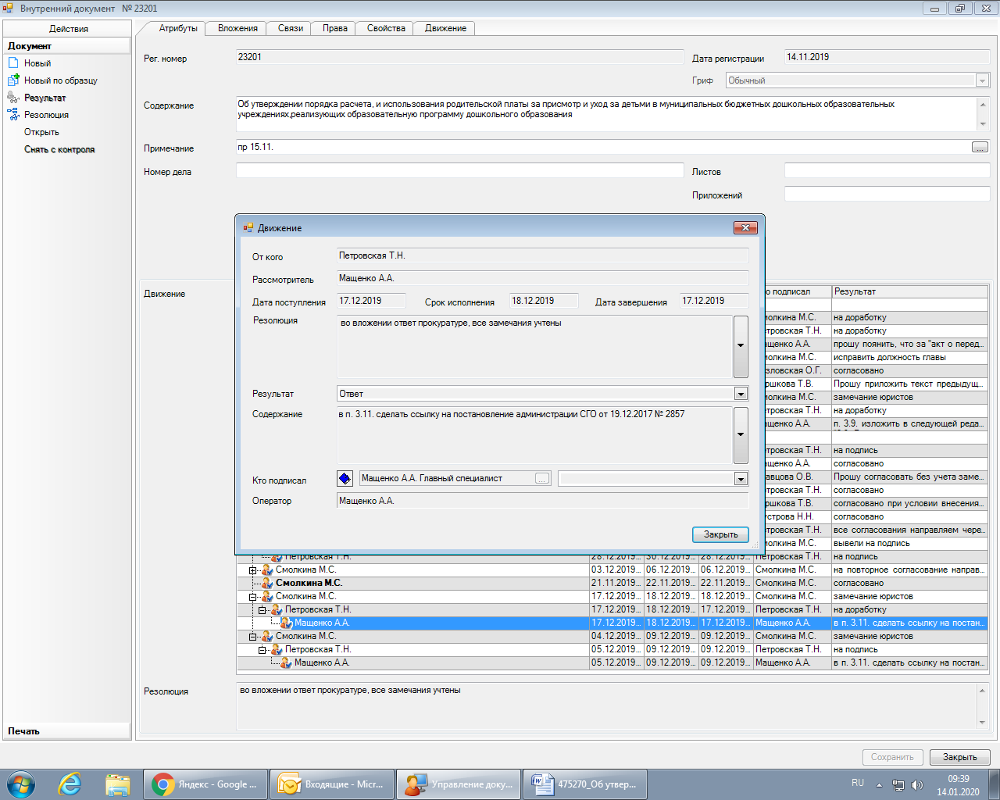 Внутренний документ № 23201
Действия
Документ
Новый
Новый по образцу
Результат
Резолюция
Открыть
Снять с контроля
Печать
Атрибуты Вложения Связи Права Свойства Движение
Рег. номер 23201 Дата регистрации 14.11.2019
Гриф Обычный
Содержание Об утверждении порядка расчета, и использования родительской платы за присмотр и уход за детьми в муниципальных бюджетных дошкольных образовательных
учреждениях,реализующих образовательную программу дошкольного образования
Примечание пр 15.11. ...
Номер дела Листов
Приложений
Движение
От кого Петровская Т.Н.
Рассмотритель Мащенко А.А.
Дата поступления 17.12.2019 Срок исполнения 18.12.2019 Дата завершения 17.12.2019
Резолюция во вложении ответ прокуратуре, все замечания учтены
Результат Ответ
Содержание в п. 3.11. сделать ссылку на постановление администрации СГО от 19.12.2017 № 2857
Кто подписал Мащенко А.А. Главный специалист ...
Оператор Мащенко А.А.
Закрыть
Движение
о подписал Результат
молкина М.С. на доработку
тровская Т.Н. на доработку
ащенко А.А. прошу поянить, что за "акт о перед...
молкина М.С. исправить должность главы
зловская О.Г. согласовано
ршкова Т.В. Прошу приложить текст предыдущ...
молкина М.С. замечание юристов
тровская Т.Н. на доработку
ащенко А.А. п. 3.9. изложить в следующей реда...
тровская Т.Н. на подпись
ащенко А.А. согласовано
авцова О.В. Прошу согласовать без учета заме...
тровская Т.Н. согласовано
ршкова Т.В. согласовано при условии внесения...
устрова Н.Н. согласовано
тровская Т.Н. все согласования направляем чере...
молкина М.С. вывели на подпись
Петровская Т.Н. 28.12.2019... 30.12.2019... 28.12.2019... Петровская Т.Н. на подпись
Смолкина М.С. 03.12.2019... 06.12.2019... 06.12.2019... Смолкина М.С. на повторное согласование направ...
Смолкина М.С. 21.11.2019... 22.11.2019... 22.11.2019... Смолкина М.С. согласовано
Смолкина М.С. 17.12.2019... 18.12.2019... 18.12.2019... Смолкина М.С. замечание юристов
Петровская Т.Н. 17.12.2019... 18.12.2019... 17.12.2019... Петровская Т.Н. на доработку
Мащенко А.А. 17.12.2019... 18.12.2019... 17.12.2019... Мащенко А.А. в п. 3.11. сделать ссылку на постан...
Смолкина М.С. 04.12.2019... 09.12.2019... 09.12.2019... Смолкина М.С. замечание юристов
Петровская Т.Н. 05.12.2019... 09.12.2019... 09.12.2019... Петровская Т.Н. на подпись
Мащенко А.А. 05.12.2019... 09.12.2019... 09.12.2019... Мащенко А.А. в п. 3.11. сделать ссылку на постан...
Резолюция во вложении ответ прокуратуре, все замечания учтены
Сохранить Закрыть
Яндекс - Google ... Входящие - Micr... Управление доку... 475270_Об утвер... RU 09:39
14.01.2020